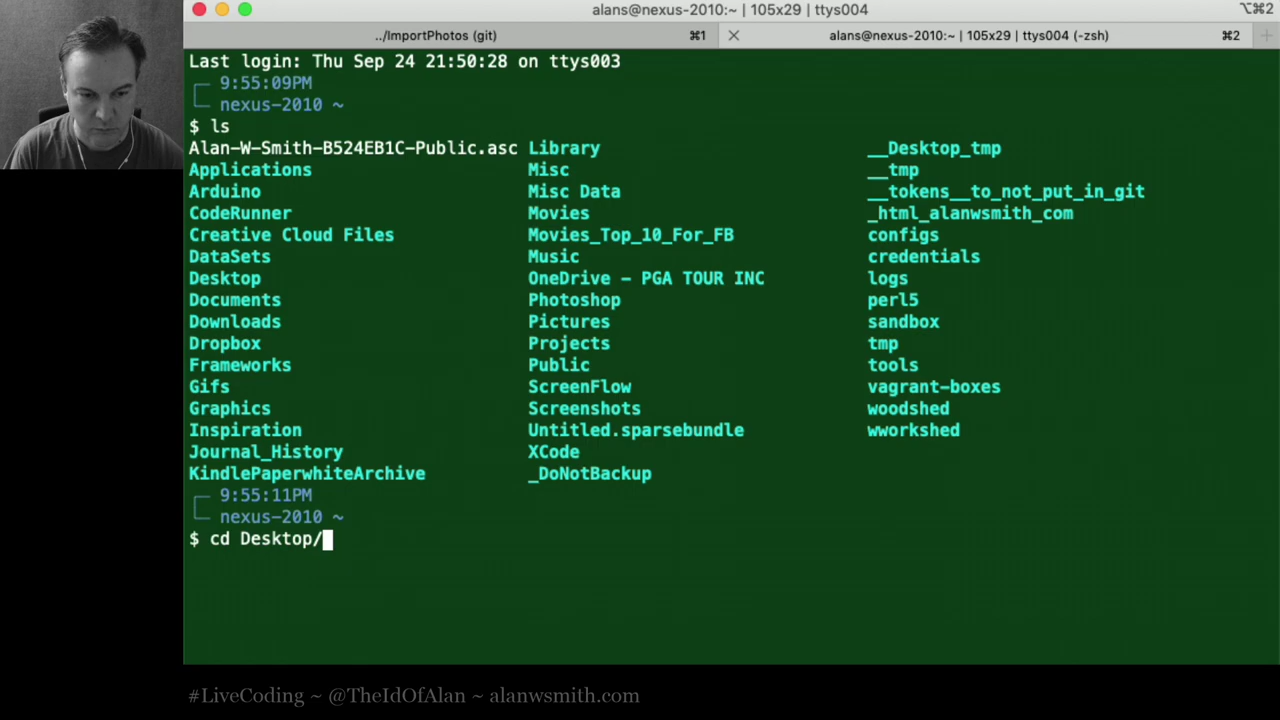 alans@nexus-2010:~ | 105x29 | ttys004
⌥⌘2
../ImportPhotos (git) ⌘1
alans@nexus-2010:~ | 105x29 | ttys004 (-zsh) ⌘2
Last login: Thu Sep 24 21:50:28 on ttys003
9:55:09PM
nexus-2010 ~
$ ls
Alan-W-Smith-B524EB1C-Public.asc Library __Desktop_tmp
Applications Misc __tmp
Arduino Misc Data __tokens__to_not_put_in_git
CodeRunner Movies _html_alanwsmith_com
Creative Cloud Files Movies_Top_10_For_FB configs
DataSets Music credentials
Desktop OneDrive - PGA TOUR INC logs
Documents Photoshop perl5
Downloads Pictures sandbox
Dropbox Projects tmp
Frameworks Public tools
Gifs ScreenFlow vagrant-boxes
Graphics Screenshots woodshed
Inspiration Untitled.sparsebundle wworkshed
Journal_History XCode
KindlePaperwhiteArchive _DoNotBackup
9:55:11PM
nexus-2010 ~
$ cd Desktop/
#LiveCoding ~ @TheIdOfAlan ~ alanwsmith.com